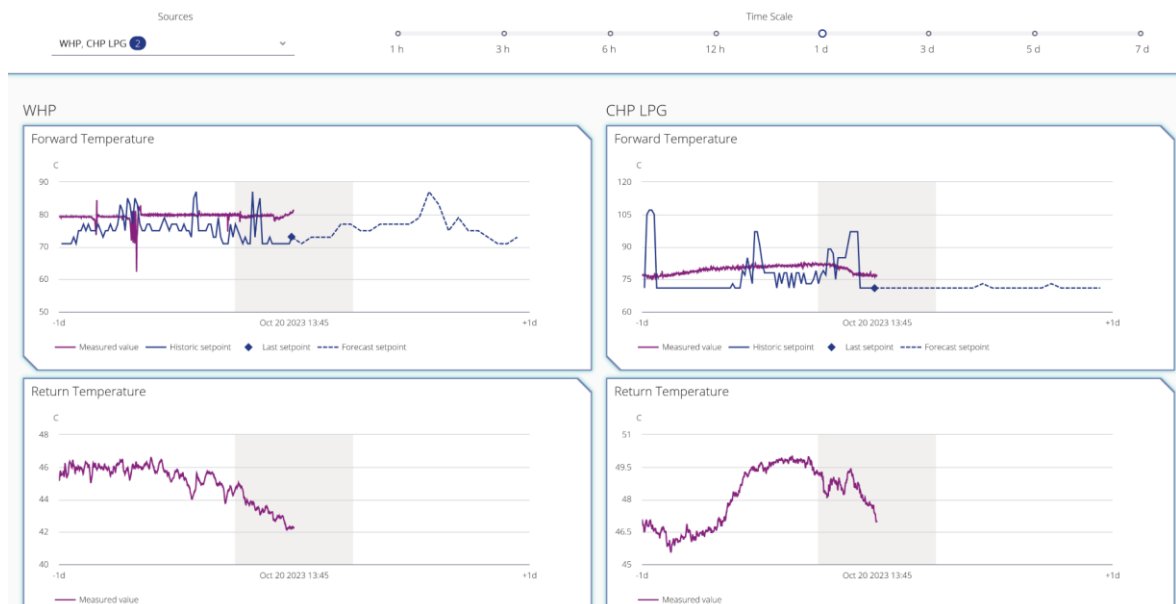 Sources
Time Scale
WHP, CHP LPG 2
1 h
3 h
6 h
12 h
1 d
3 d
5 d
7 d
WHP
Forward Temperature
C
90
80
70
60
50
-1d
Oct 20 2023 13:45
+1d
Measured value
Historic setpoint
Last setpoint
Forecast setpoint
CHP LPG
Forward Temperature
C
120
105
90
75
60
-1d
Oct 20 2023 13:45
+1d
Measured value
Historic setpoint
Last setpoint
Forecast setpoint
Return Temperature
C
48
46
44
42
40
-1d
Oct 20 2023 13:45
+1d
Measured value
Return Temperature
C
51
49.5
48
46.5
45
-1d
Oct 20 2023 13:45
+1d
Measured value